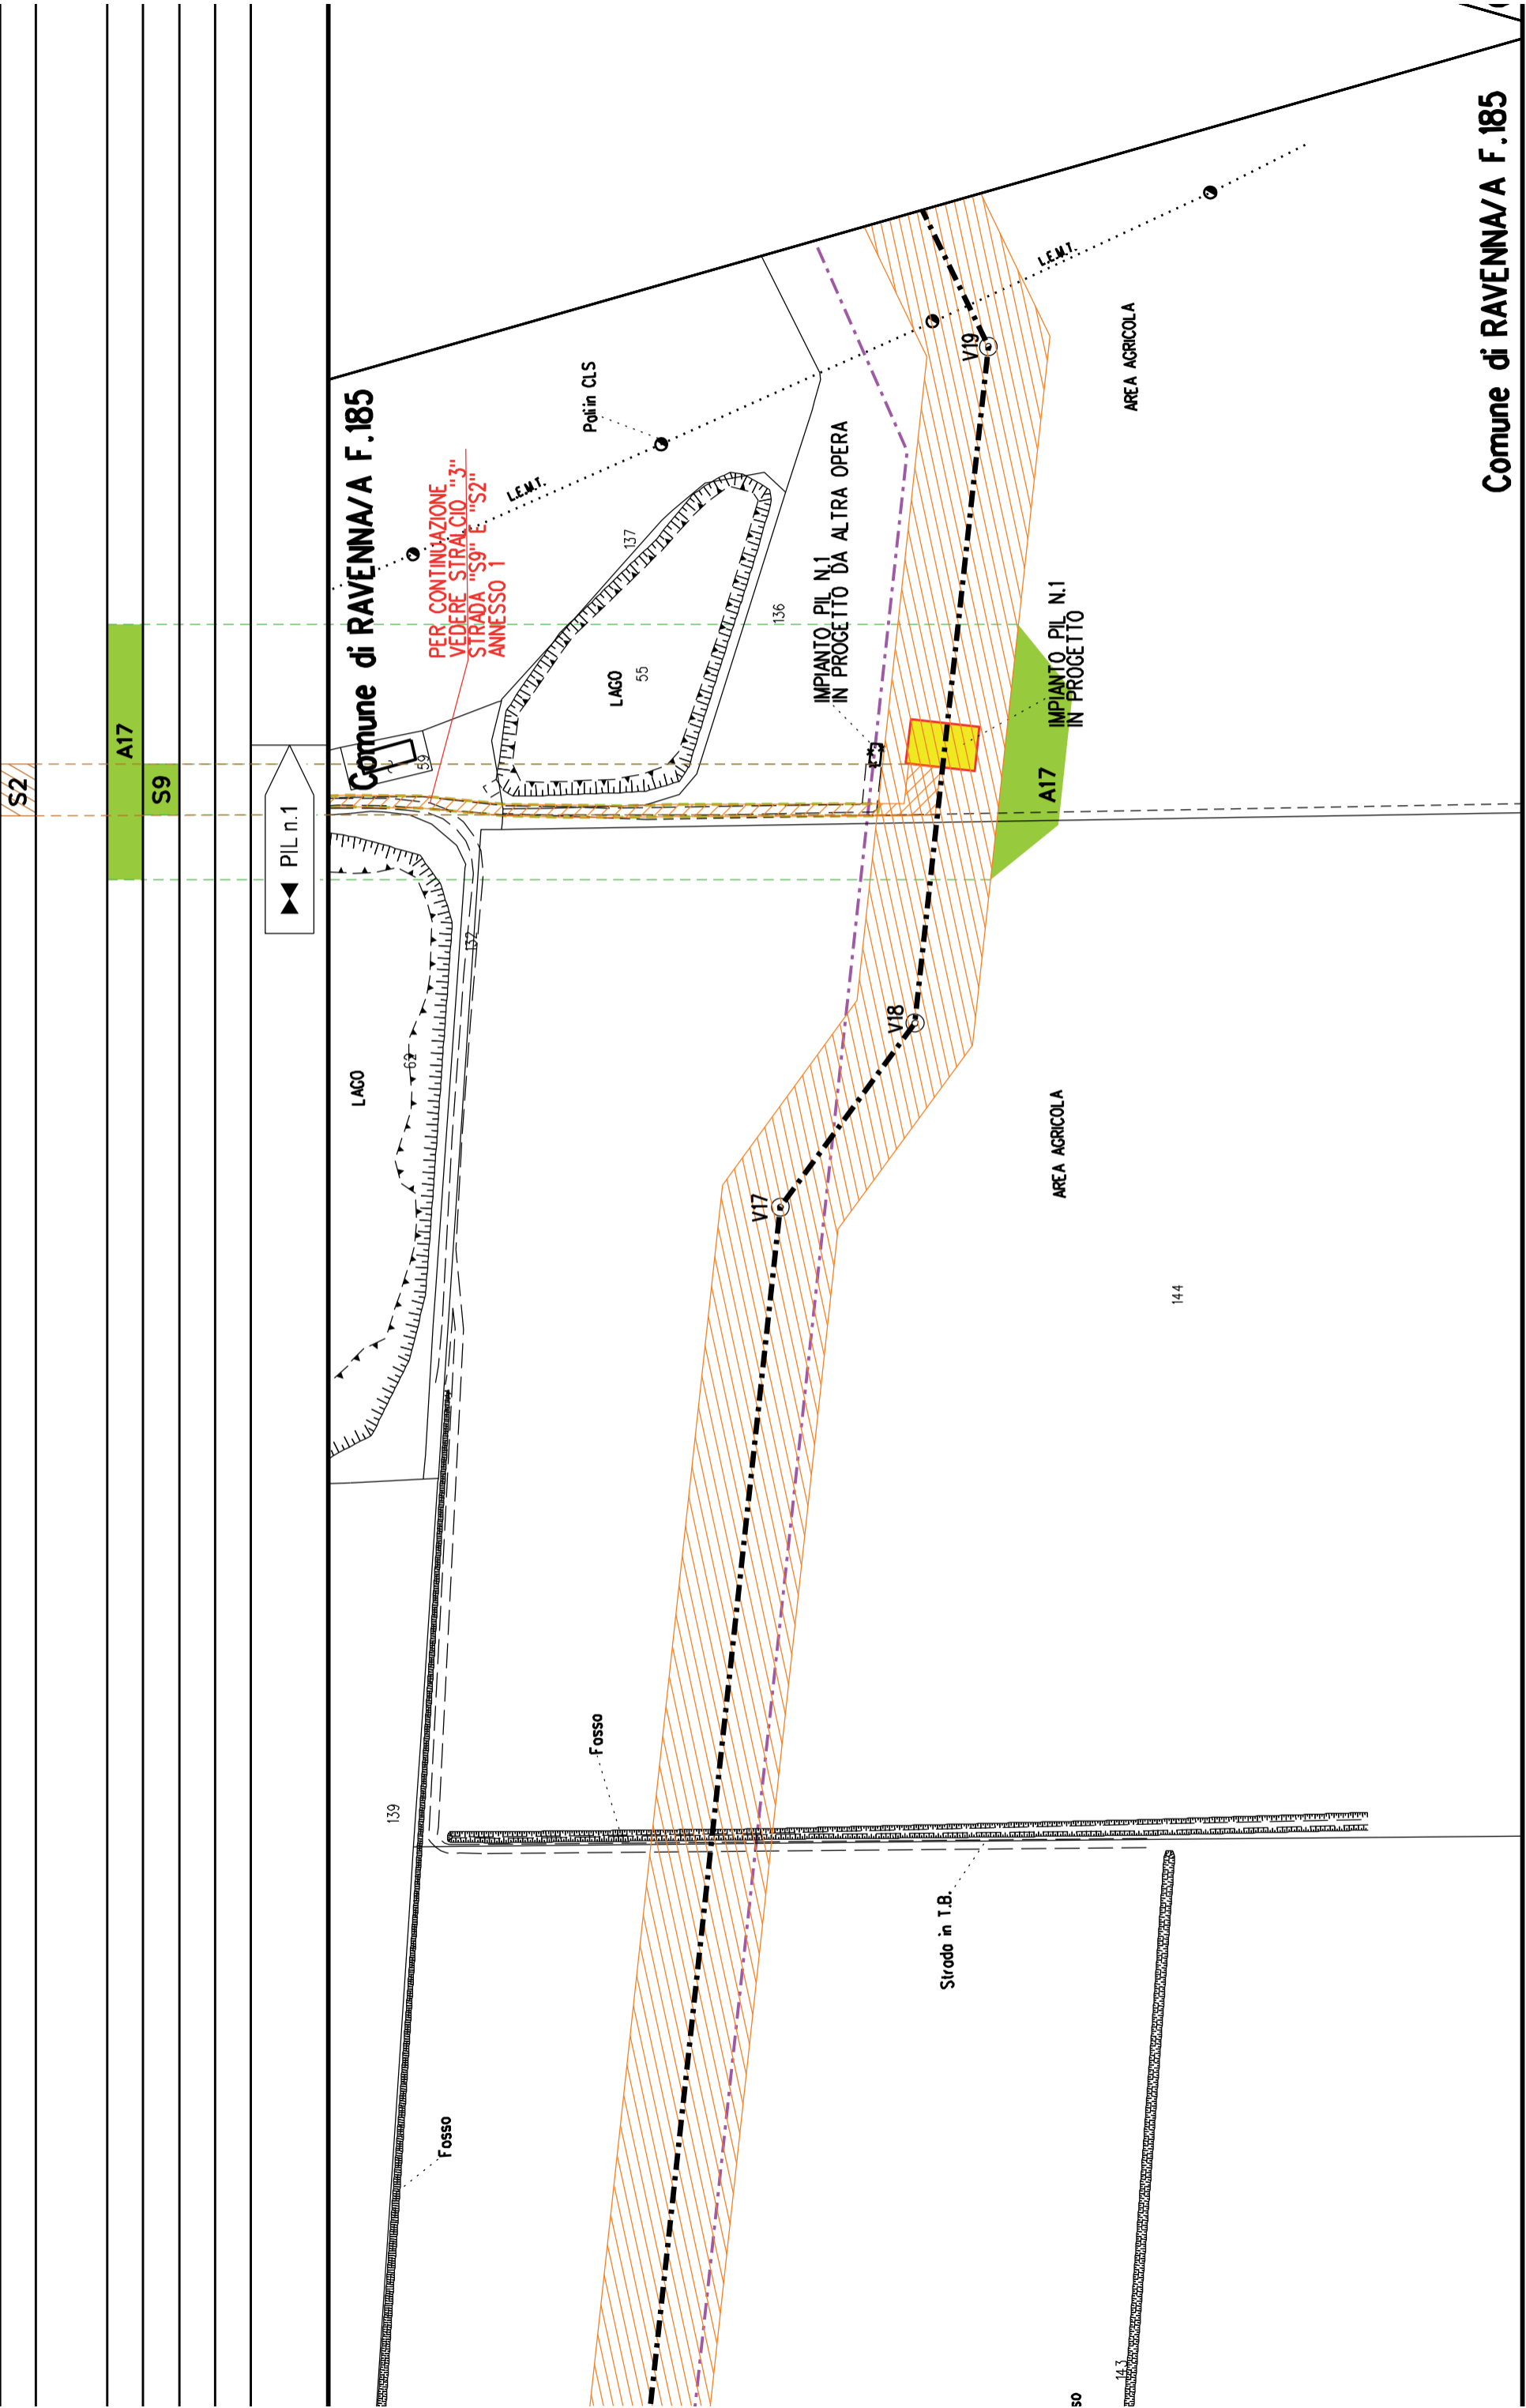 S2
A17
S9
PIL n.1
Comune di RAVENNA/A F.185
PER CONTINUAZIONE
VEDERE STRALCIO "3"
STRADA "S9" E "S2"
ANNESSO 1
L.E.M.T.
Pali in CLS
137
LAGO
55
136
59
IMPIANTO PIL N.1
IN PROGETTO DA ALTRA OPERA
V19
L.E.M.T.
AREA AGRICOLA
IMPIANTO PIL N.1
IN PROGETTO
A17
Comune di RAVENNA/A F.185
132
LAGO
62
V18
V17
AREA AGRICOLA
144
139
Fosso
Strada in T.B.
Fosso
143
so